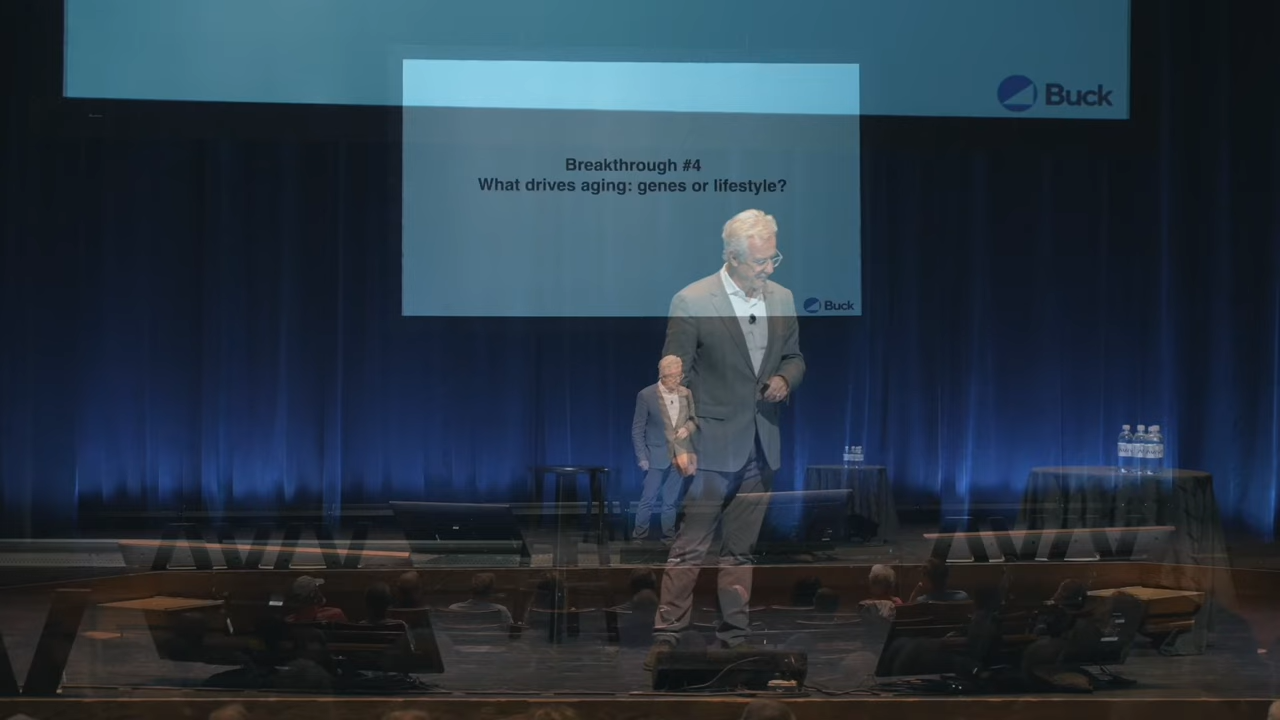 Buck
Breakthrough #4
What drives aging: genes or lifestyle?
Buck